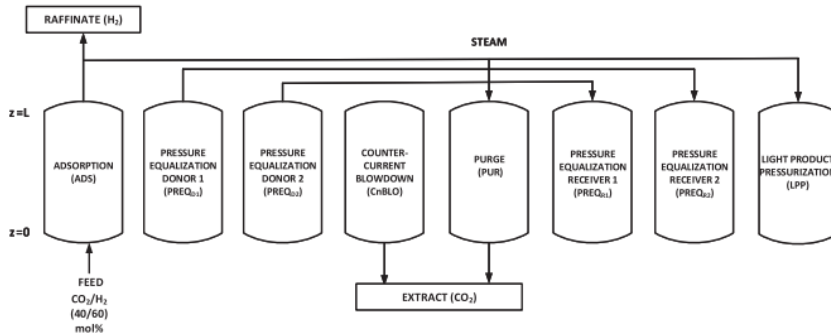 RAFFINATE (H₂)
STEAM
z=L
ADSORPTION
(ADS)
PRESSURE
EQUALIZATION
DONOR 1
(PREQ_D1)
PRESSURE
EQUALIZATION
DONOR 2
(PREQ_D2)
COUNTER-
CURRENT
BLOWDOWN
(CnBLO)
PURGE
(PUR)
PRESSURE
EQUALIZATION
RECEIVER 1
(PREQ_R1)
PRESSURE
EQUALIZATION
RECEIVER 2
(PREQ_R2)
LIGHT PRODUCT
PRESSURIZATION
(LPP)
z=0
FEED
CO₂/H₂
(40/60)
mol%
EXTRACT (CO₂)